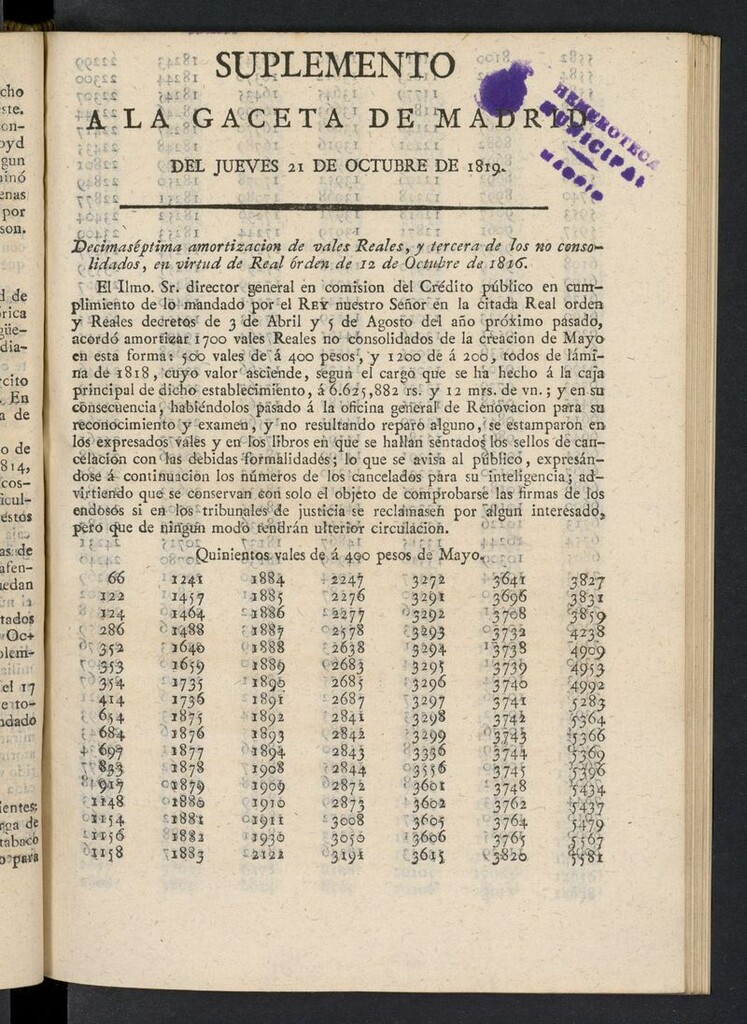 SUPLEMENTO
A LA GACETA DE MADRID
DEL JUEVES 21 DE OCTUBRE DE 1819.
HEMEROTECA
MUNICIPAL
MADRID
Decimaséptima amortizacion de vales Reales, y tercera de los no conso-
lidados, en virtud de Real órden de 12 de Octubre de 1816.
El Ilmo. Sr. director general en comision del Crédito público en cum-
plimiento de lo mandado por el REY nuestro Señor en la citada Real orden
y Reales decretos de 3 de Abril y 5 de Agosto del año próximo pasado,
acordó amortizar 1700 vales Reales no consolidados de la creacion de Mayo
en esta forma: 500 vales de á 400 pesos, y 1200 de á 200, todos de lámi-
na de 1818, cuyo valor asciende, segun el cargo que se ha hecho á la caja
principal de dicho establecimiento, á 6.625,882 rs. y 12 mrs. de vn.; y en su
consecuencia, habiéndolos pasado á la oficina general de Renovacion para su
reconocimiento y examen, y no resultando reparo alguno, se estamparon en
los expresados vales y en los libros en que se hallan sentados los sellos de can-
celacion con las debidas formalidades; lo que se avisa al público, expresán-
dose á continuacion los números de los cancelados para su inteligencia; ad-
virtiendo que se conservan con solo el objeto de comprobarse las firmas de los
endosos si en los tribunales de justicia se reclamasen por algun interesado,
pero que de ningun modo tendrán ulterior circulacion.
Quinientos vales de á 400 pesos de Mayo.
66 1241 1884 2247 3272 3641 3827
122 1457 1885 2276 3291 3696 3831
124 1464 1886 2277 3292 3708 3859
286 1488 1887 2578 3293 3732 4238
352 1640 1888 2638 3294 3738 4909
353 1659 1889 2683 3295 3739 4953
354 1735 1890 2685 3296 3740 4992
414 1736 1891 2687 3297 3741 5283
654 1875 1892 2841 3298 3742 5364
684 1876 1893 2842 3299 3743 5366
697 1877 1894 2843 3336 3744 5369
833 1878 1908 2844 3556 3745 5396
917 1879 1909 2872 3601 3748 5434
1148 1880 1910 2873 3602 3762 5437
1154 1881 1911 3008 3605 3764 5479
1156 1882 1930 3050 3606 3765 5567
1158 1883 2122 3191 3615 3820 5581